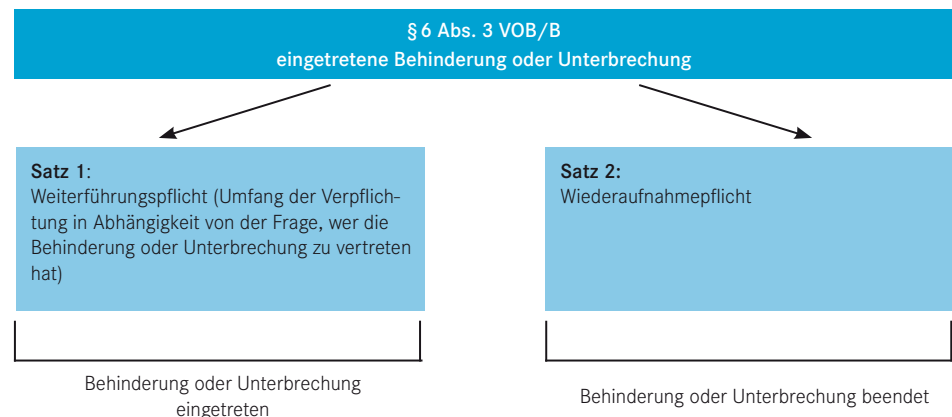 § 6 Abs. 3 VOB/B
eingetretene Behinderung oder Unterbrechung
Satz 1:
Weiterführungspflicht (Umfang der Verpflich-
tung in Abhängigkeit von der Frage, wer die
Behinderung oder Unterbrechung zu vertreten
hat)
Satz 2:
Wiederaufnahmepflicht
Behinderung oder Unterbrechung
eingetreten
Behinderung oder Unterbrechung beendet